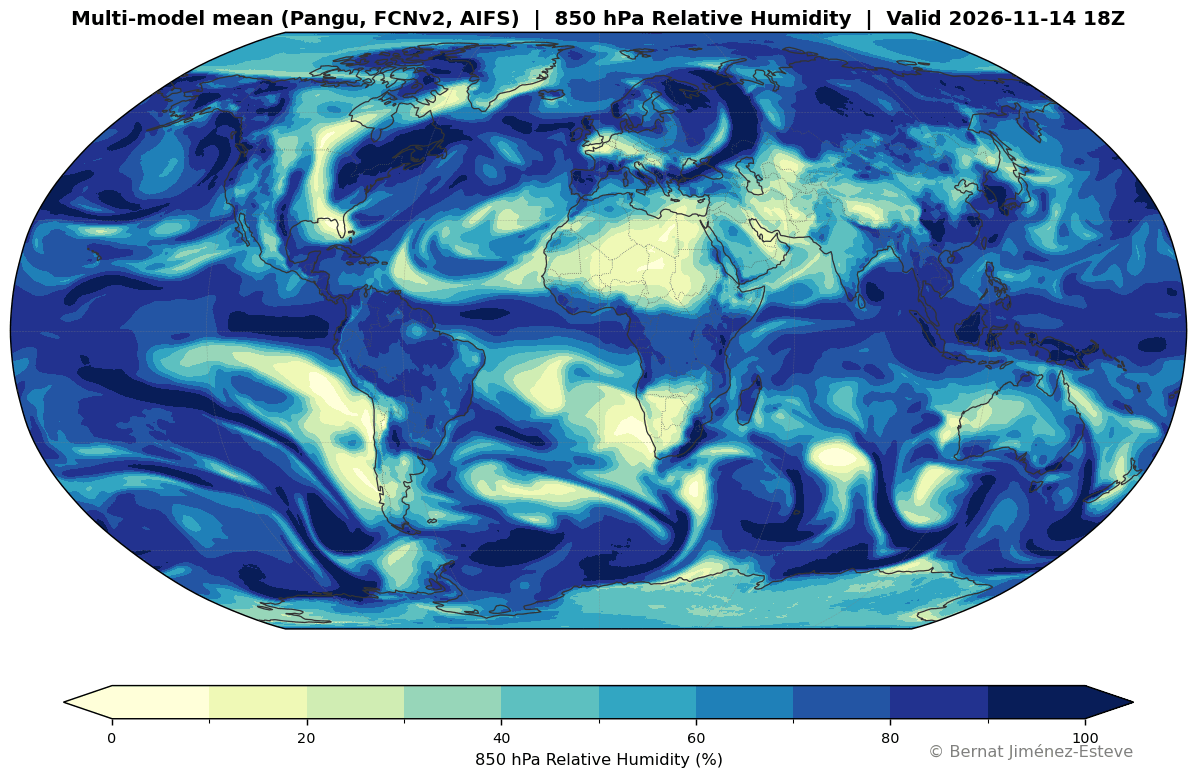 Multi-model mean (Pangu, FCNv2, AIFS)  |  850 hPa Relative Humidity  |  Valid 2026-11-14 18Z
0 20 40 60 80 100
850 hPa Relative Humidity (%)
© Bernat Jiménez-Esteve